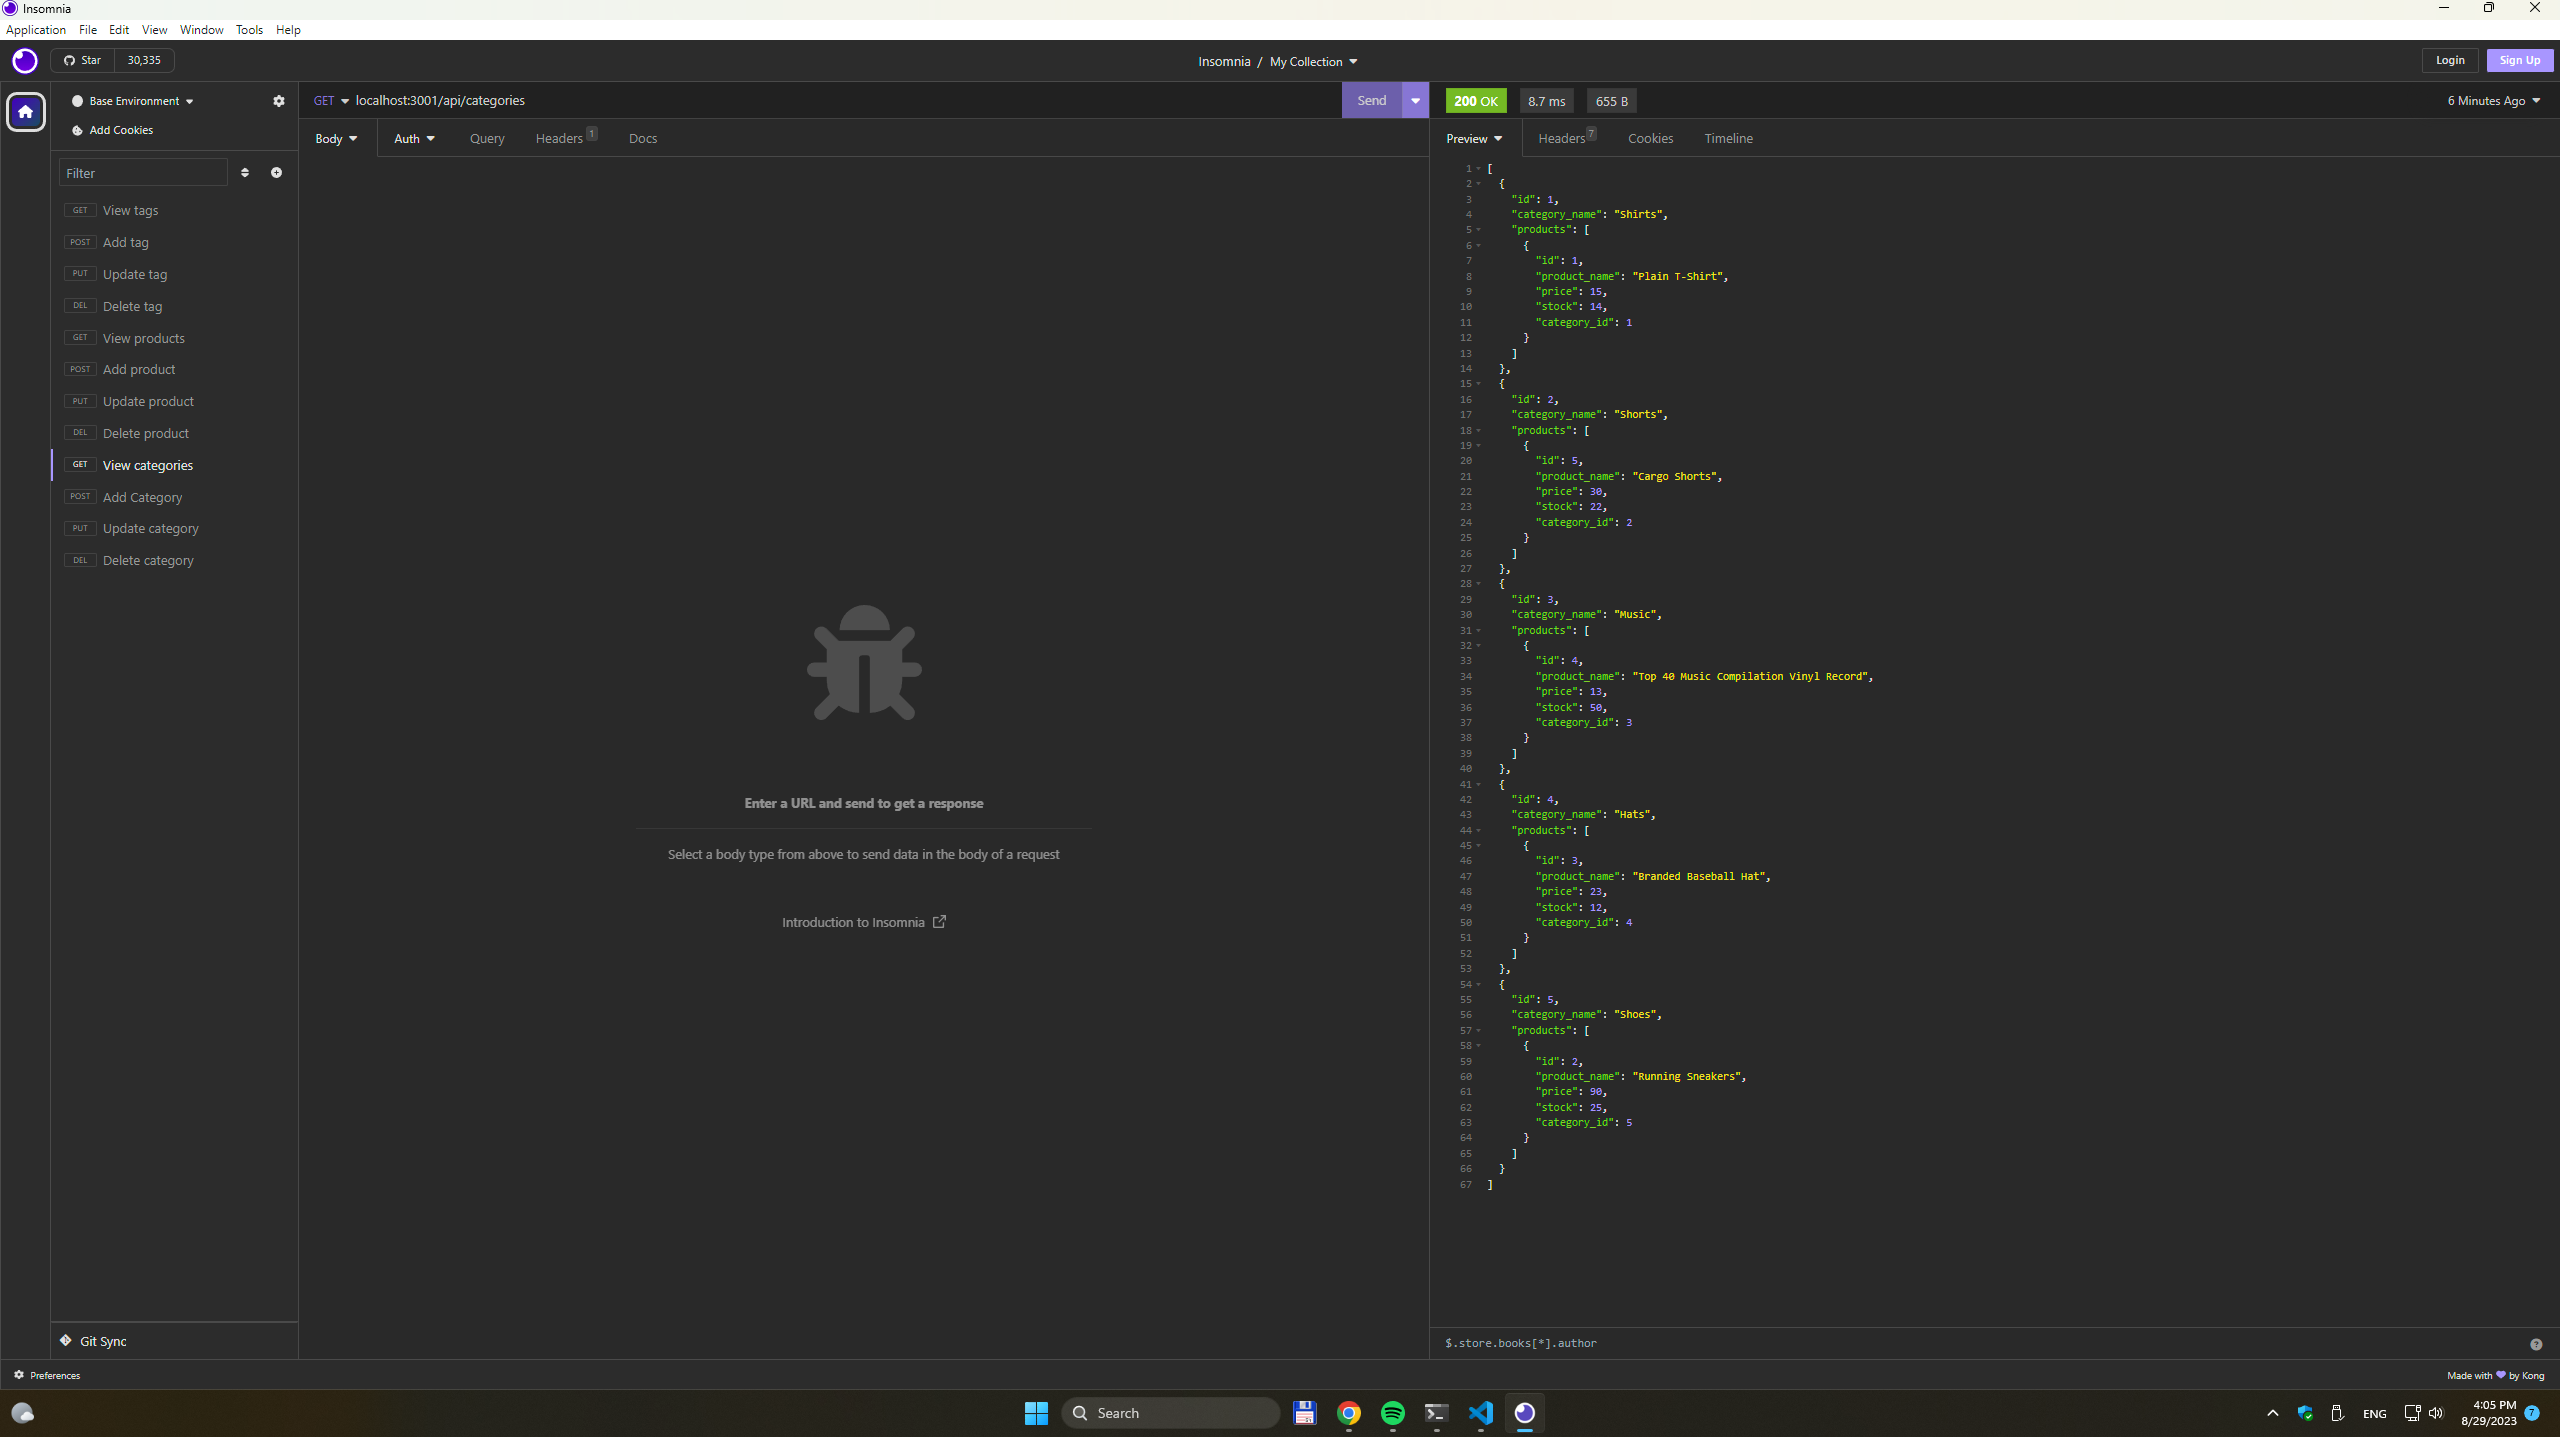 Insomnia
Application File Edit View Window Tools Help
Star 30,335
Insomnia / My Collection
Login Sign Up
Base Environment
Add Cookies
Filter
GET View tags
POST Add tag
PUT Update tag
DEL Delete tag
GET View products
POST Add product
PUT Update product
DEL Delete product
GET View categories
POST Add Category
PUT Update category
DEL Delete category
Git Sync
GET localhost:3001/api/categories Send
Body Auth Query Headers 1 Docs
Enter a URL and send to get a response
Select a body type from above to send data in the body of a request
Introduction to Insomnia
200 OK 8.7 ms 655 B 6 Minutes Ago
Preview Headers 7 Cookies Timeline
1 [
2 {
3 "id": 1,
4 "category_name": "Shirts",
5 "products": [
6 {
7 "id": 1,
8 "product_name": "Plain T-Shirt",
9 "price": 15,
10 "stock": 14,
11 "category_id": 1
12 }
13 ]
14 },
15 {
16 "id": 2,
17 "category_name": "Shorts",
18 "products": [
19 {
20 "id": 5,
21 "product_name": "Cargo Shorts",
22 "price": 30,
23 "stock": 22,
24 "category_id": 2
25 }
26 ]
27 },
28 {
29 "id": 3,
30 "category_name": "Music",
31 "products": [
32 {
33 "id": 4,
34 "product_name": "Top 40 Music Compilation Vinyl Record",
35 "price": 13,
36 "stock": 50,
37 "category_id": 3
38 }
39 ]
40 },
41 {
42 "id": 4,
43 "category_name": "Hats",
44 "products": [
45 {
46 "id": 3,
47 "product_name": "Branded Baseball Hat",
48 "price": 23,
49 "stock": 12,
50 "category_id": 4
51 }
52 ]
53 },
54 {
55 "id": 5,
56 "category_name": "Shoes",
57 "products": [
58 {
59 "id": 2,
60 "product_name": "Running Sneakers",
61 "price": 90,
62 "stock": 25,
63 "category_id": 5
64 }
65 ]
66 }
67 ]
$.store.books[*].author
Preferences
Made with by Kong
Search
ENG
4:05 PM
8/29/2023
7